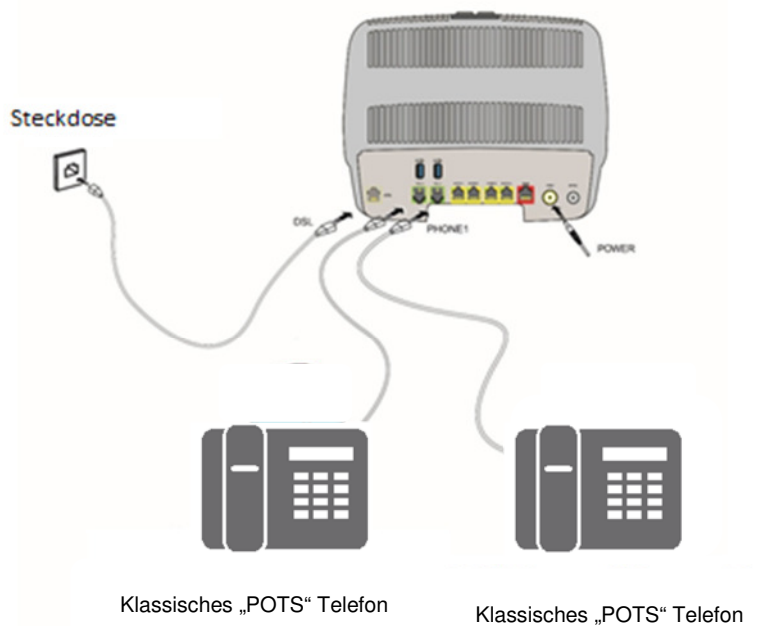 Steckdose
DSL
PHONE1
POWER
Klassisches „POTS“ Telefon
Klassisches „POTS“ Telefon